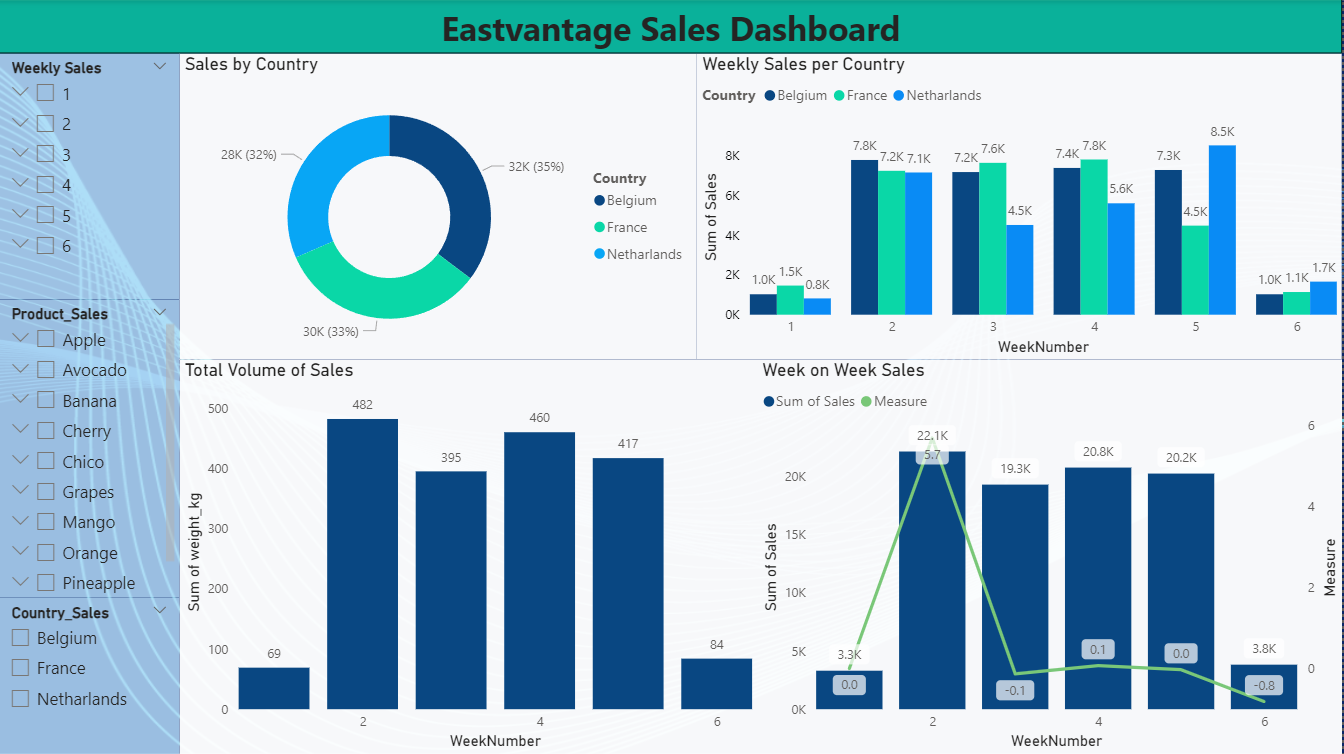 Eastvantage Sales Dashboard
Weekly Sales
1
2
3
4
5
6
Product_Sales
Apple
Avocado
Banana
Cherry
Chico
Grapes
Mango
Orange
Pineapple
Country_Sales
Belgium
France
Netharlands
Sales by Country
28K (32%)
32K (35%)
30K (33%)
Country
Belgium
France
Netharlands
Weekly Sales per Country
Country Belgium France Netharlands
Sum of Sales
8K
6K
4K
2K
0K
1.0K 1.5K 0.8K
7.8K 7.2K 7.1K
7.2K 7.6K 4.5K
7.4K 7.8K 5.6K
7.3K 4.5K 8.5K
1.0K 1.1K 1.7K
1 2 3 4 5 6
WeekNumber
Total Volume of Sales
Sum of weight_kg
500
400
300
200
100
0
69 482 395 460 417 84
2 4 6
WeekNumber
Week on Week Sales
Sum of Sales Measure
Sum of Sales
20K
15K
10K
5K
0K
3.3K 22.1K 19.3K 20.8K 20.2K 3.8K
0.0 5.7 -0.1 0.1 0.0 -0.8
6
4
2
0
Measure
2 4 6
WeekNumber